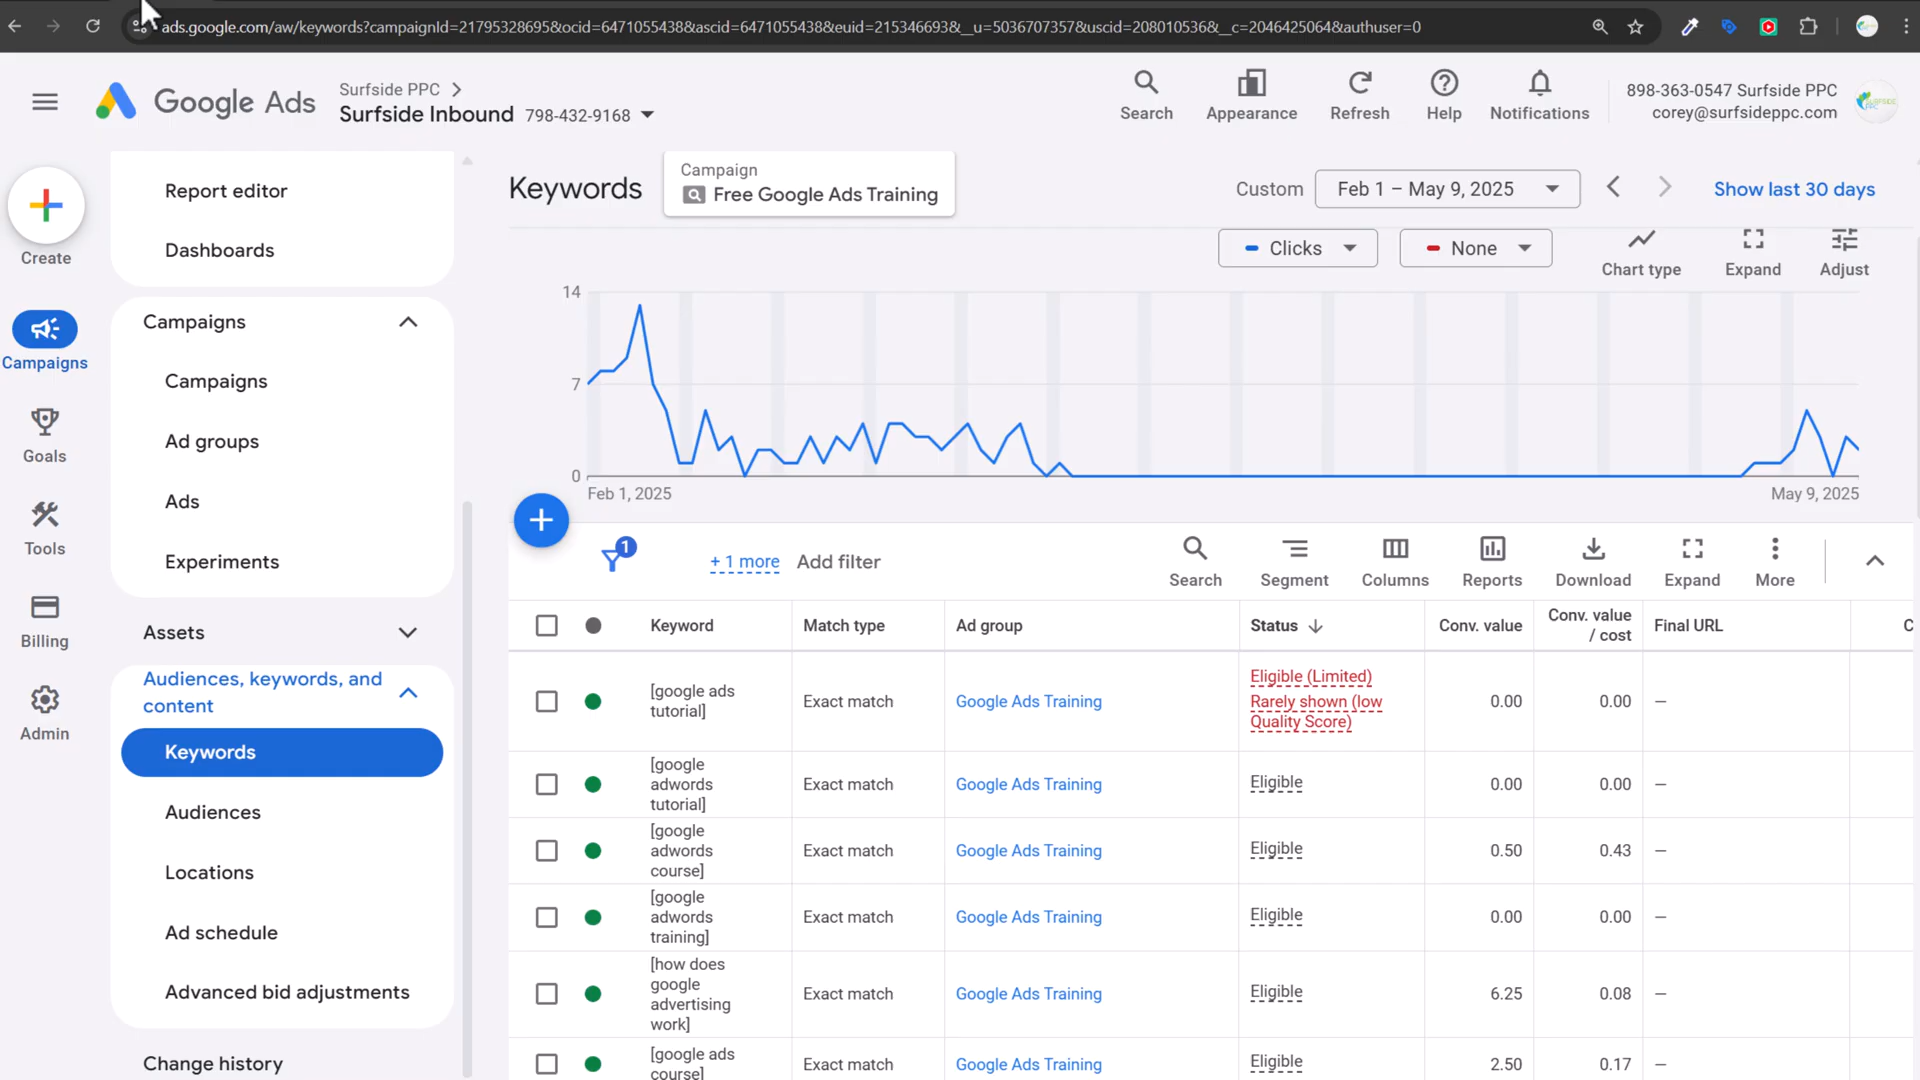 ads.google.com/aw/keywords?campaignId=21795328695&ocid=6471055438&ascid=6471055438&euid=215346693&__u=5036707357&uscid=208010536&__c=2046425064&authuser=0
Google Ads
Surfside PPC
Surfside Inbound 798-432-9168
Search
Appearance
Refresh
Help
Notifications
898-363-0547 Surfside PPC
corey@surfsideppc.com
SURFSIDE
PPC
Create
Campaigns
Goals
Tools
Billing
Admin
Report editor
Dashboards
Campaigns
Campaigns
Ad groups
Ads
Experiments
Assets
Audiences, keywords, and
content
Keywords
Audiences
Locations
Ad schedule
Advanced bid adjustments
Change history
Keywords
Campaign
Free Google Ads Training
Custom
Feb 1 – May 9, 2025
Show last 30 days
Clicks
None
Chart type
Expand
Adjust
14
7
0
Feb 1, 2025
May 9, 2025
1
+ 1 more
Add filter
Search
Segment
Columns
Reports
Download
Expand
More
Keyword
Match type
Ad group
Status
Conv. value
Conv. value
/ cost
Final URL
C
[google ads
tutorial]
Exact match
Google Ads Training
Eligible (Limited)
Rarely shown (low
Quality Score)
0.00
0.00
—
[google
adwords
tutorial]
Exact match
Google Ads Training
Eligible
0.00
0.00
—
[google
adwords
course]
Exact match
Google Ads Training
Eligible
0.50
0.43
—
[google
adwords
training]
Exact match
Google Ads Training
Eligible
0.00
0.00
—
[how does
google
advertising
work]
Exact match
Google Ads Training
Eligible
6.25
0.08
—
[google ads
course]
Exact match
Google Ads Training
Eligible
2.50
0.17
—